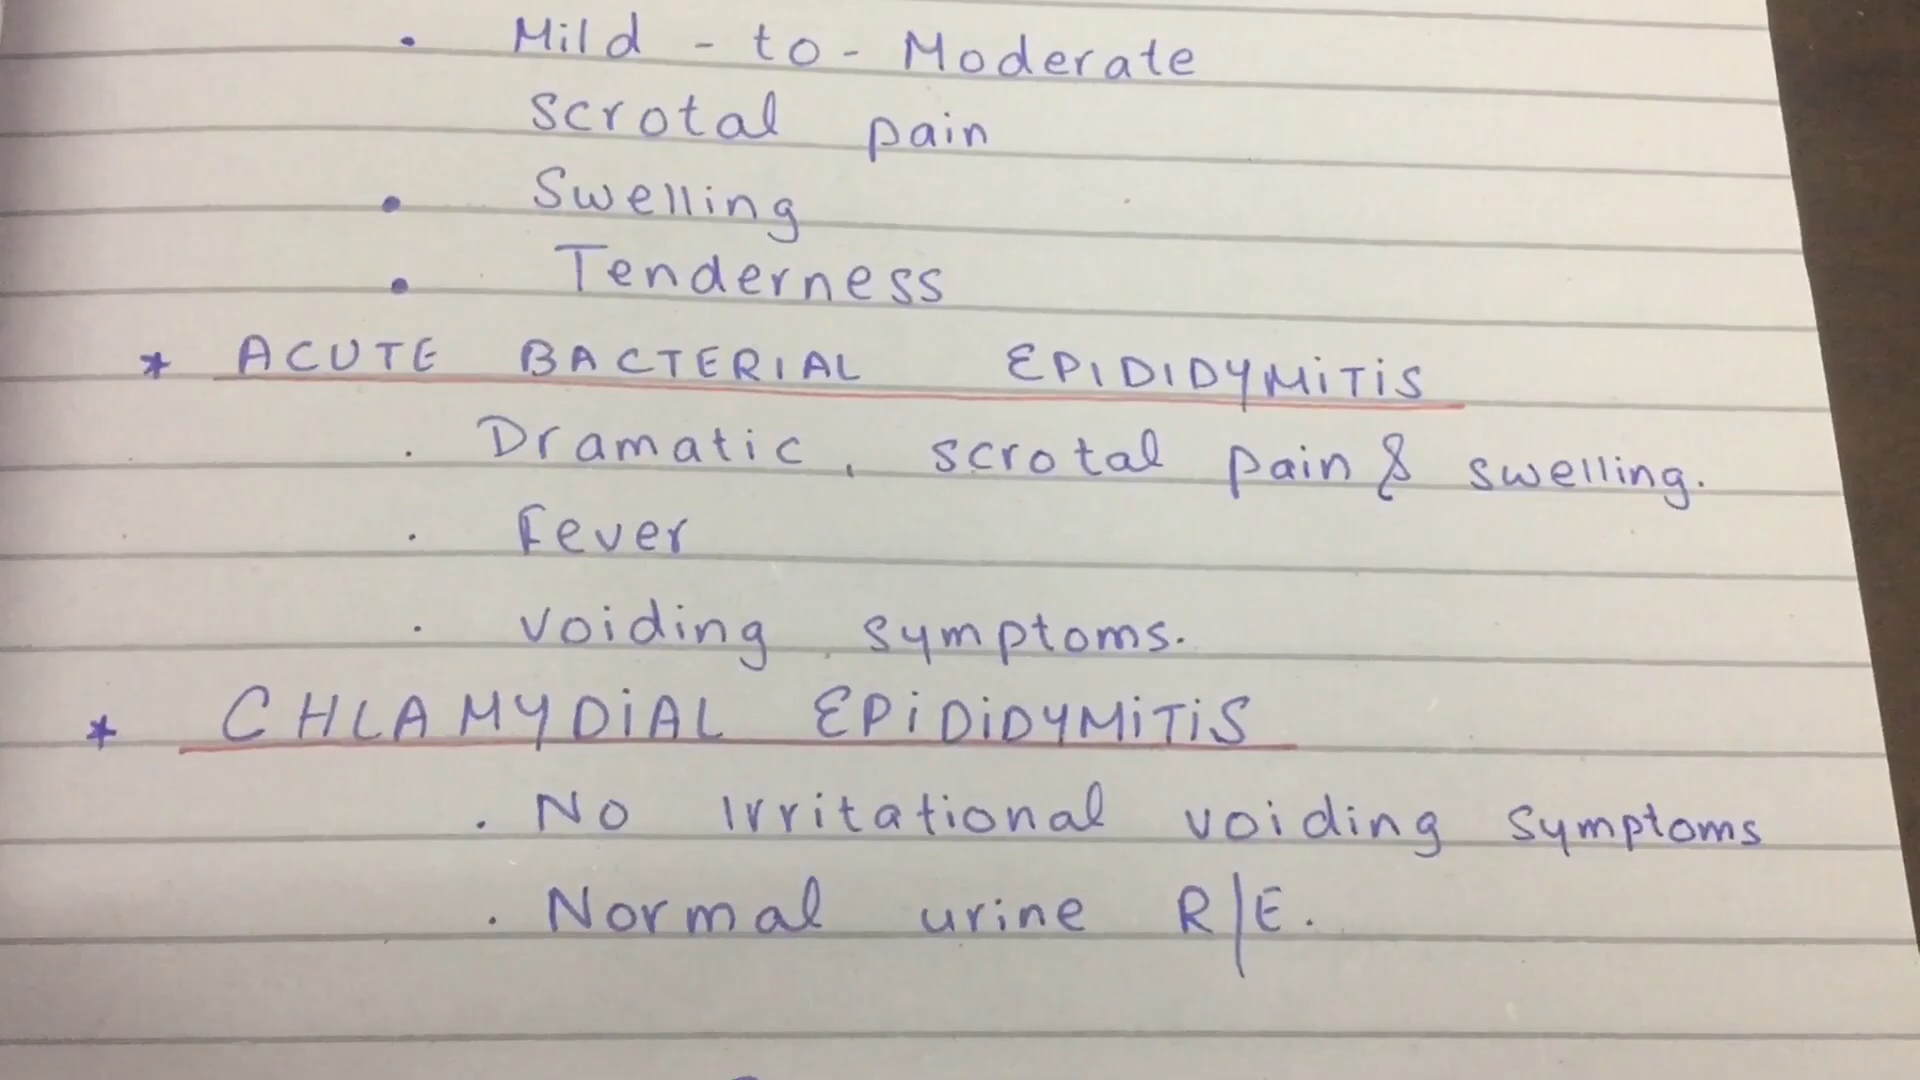 • Mild - to - Moderate
scrotal pain
• Swelling
• Tenderness
* ACUTE BACTERIAL EPIDIDYMITIS
. Dramatic, scrotal pain & swelling.
. Fever
. voiding symptoms.
* CHLAMYDIAL EPIDIDYMITIS
. No Irritational voiding symptoms
. Normal urine R/E.